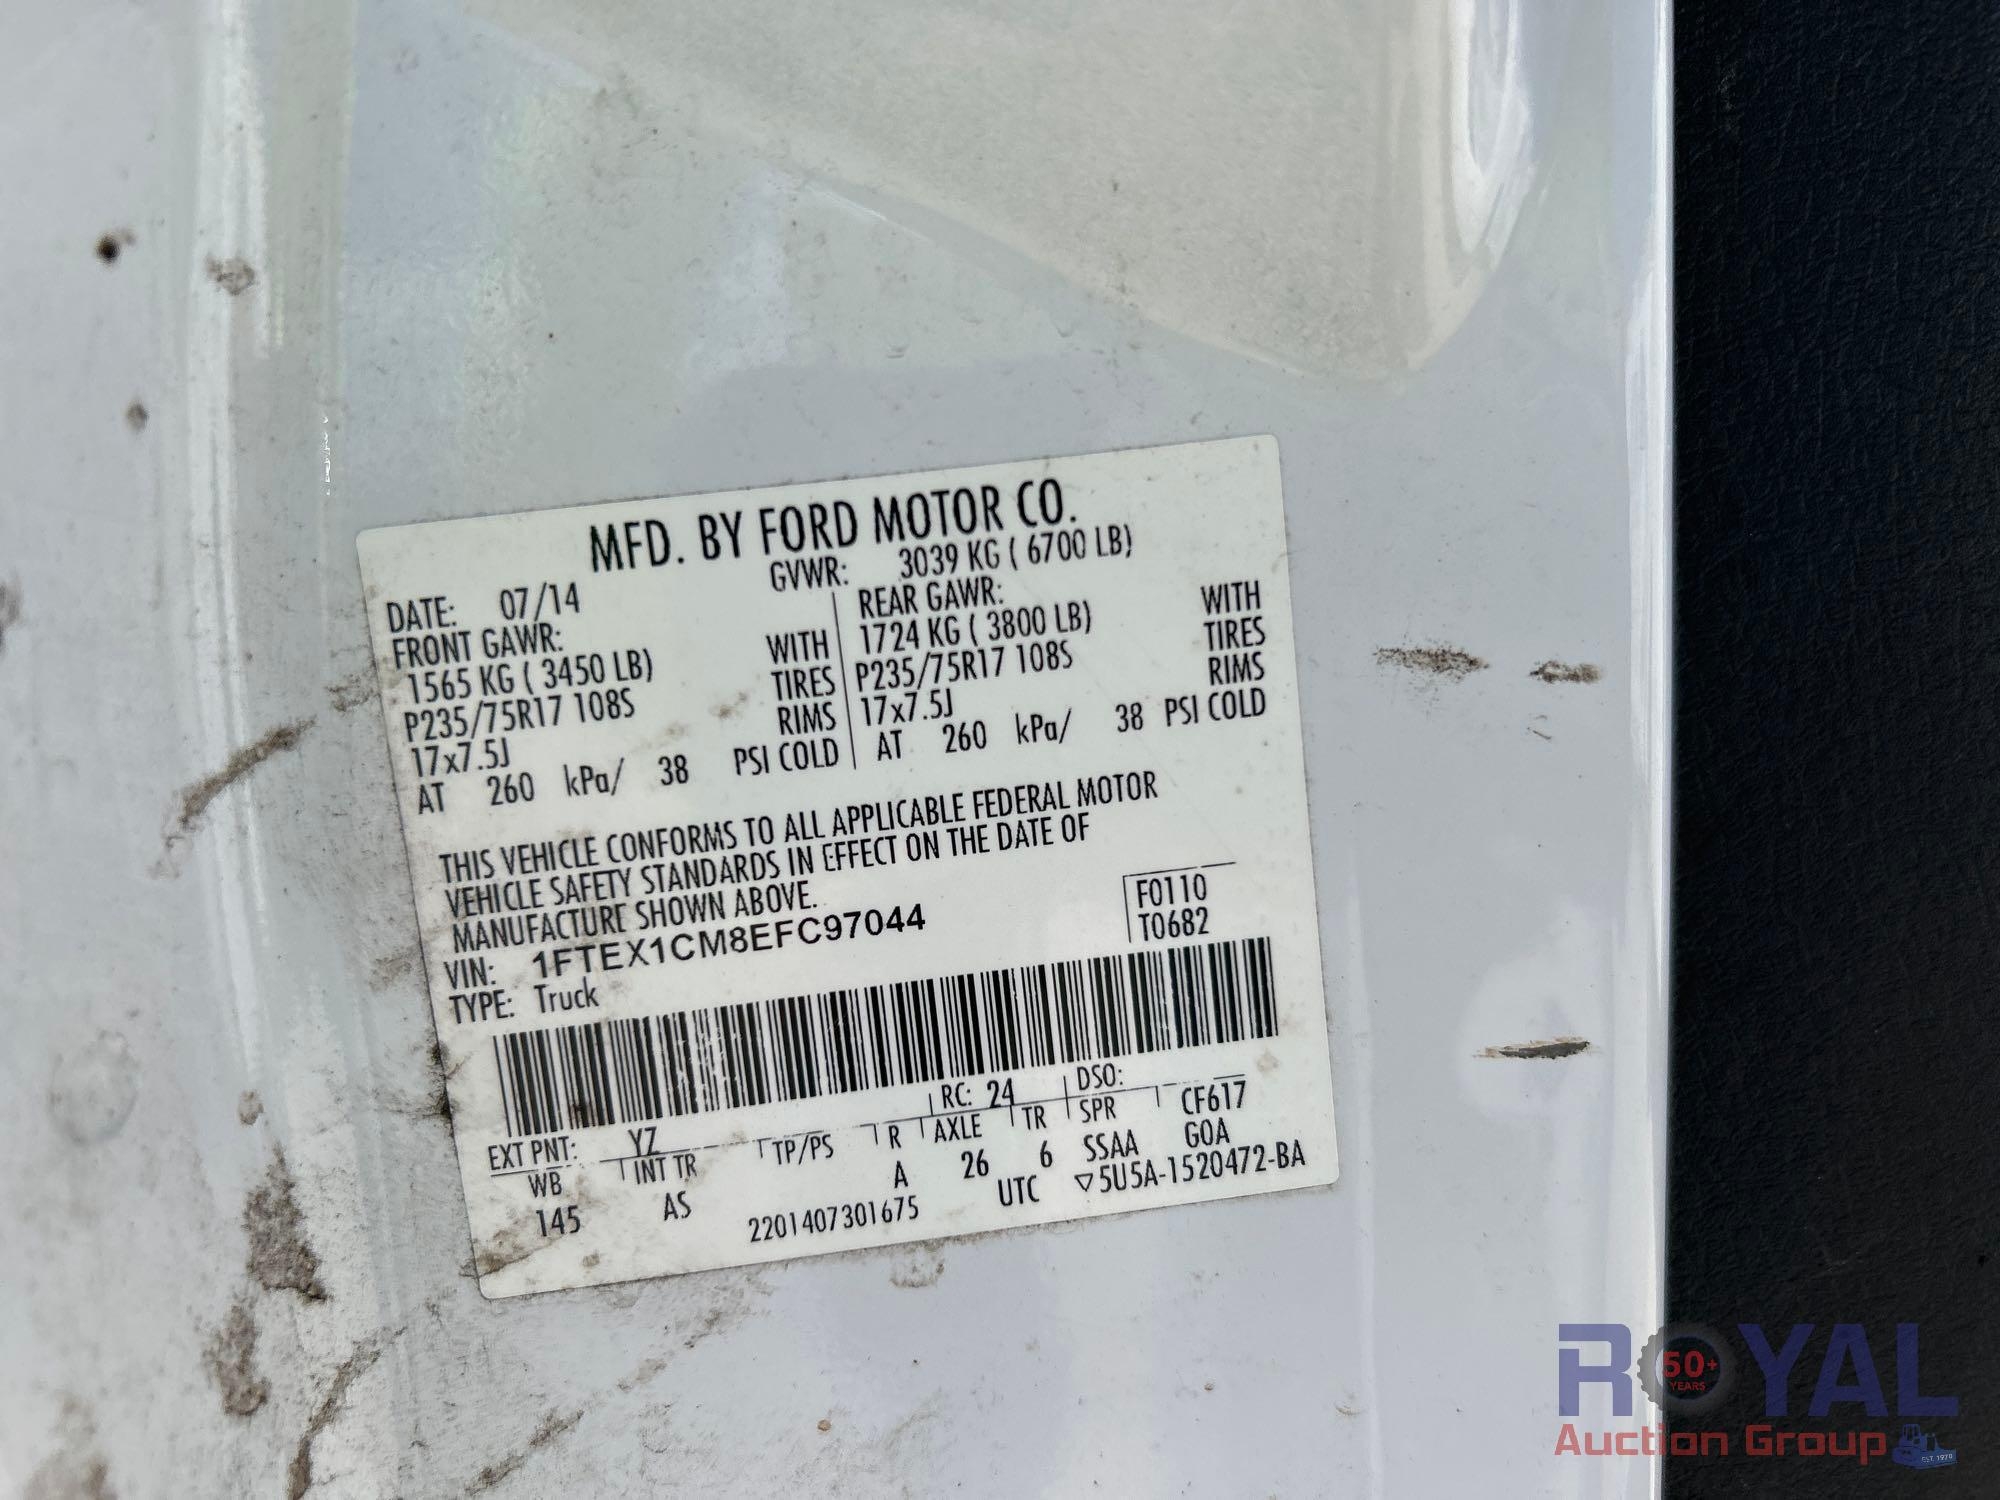 MFD. BY FORD MOTOR CO.
DATE: 07/14 GVWR: 3039 KG ( 6700 LB)
FRONT GAWR: REAR GAWR:
1565 KG ( 3450 LB) WITH 1724 KG ( 3800 LB) WITH
P235/75R17 108S TIRES P235/75R17 108S TIRES
17x7.5J RIMS 17x7.5J RIMS
AT 260 kPa/ 38 PSI COLD AT 260 kPa/ 38 PSI COLD
THIS VEHICLE CONFORMS TO ALL APPLICABLE FEDERAL MOTOR
VEHICLE SAFETY STANDARDS IN EFFECT ON THE DATE OF
MANUFACTURE SHOWN ABOVE.
VIN: 1FTEX1CM8EFC97044
TYPE: Truck
F0110
T0682
EXT PNT: YZ RC: 24 DSO:
WB INT TR TP/PS R AXLE TR SPR CF617
145 AS A 26 6 SSAA GOA
2201407301675 UTC ▽5U5A-1520472-BA
ROYAL
50+
YEARS
Auction Group
EST. 1970